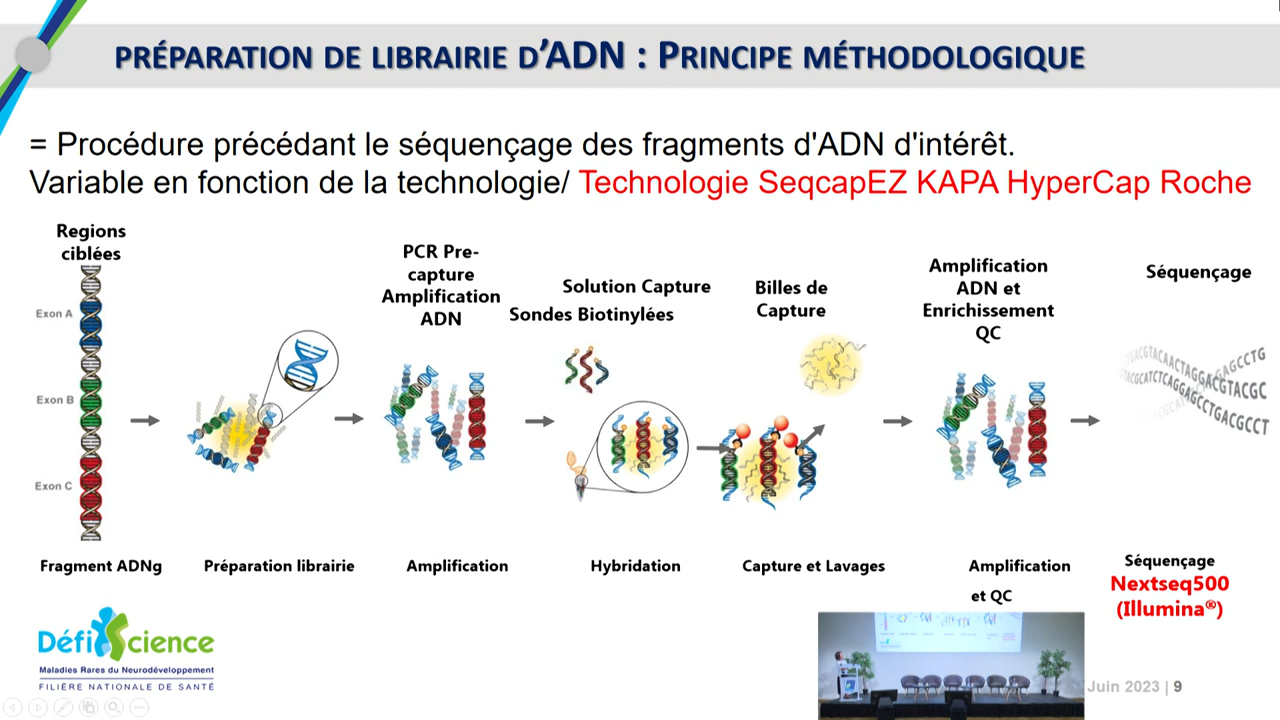 PRÉPARATION DE LIBRAIRIE D'ADN : PRINCIPE MÉTHODOLOGIQUE
= Procédure précédant le séquençage des fragments d'ADN d'intérêt.
Variable en fonction de la technologie/ Technologie SeqcapEZ KAPA HyperCap Roche
Regions
ciblées
Exon A
Exon B
Exon C
PCR Pre-
capture
Amplification
ADN
Solution Capture
Sondes Biotinylées
Billes de
Capture
Amplification
ADN et
Enrichissement
QC
Séquençage
GACGTACAACTAGGACGTACGC
GAGCCTG
TACGCATCTCAGGAGCCTGACGCCT
Fragment ADNg
Préparation librairie
Amplification
Hybridation
Capture et Lavages
Amplification
et QC
Séquençage
Nextseq500
(Illumina®)
DéfiScience
Maladies Rares du Neurodéveloppement
FILIÈRE NATIONALE DE SANTÉ
Juin 2023 | 9